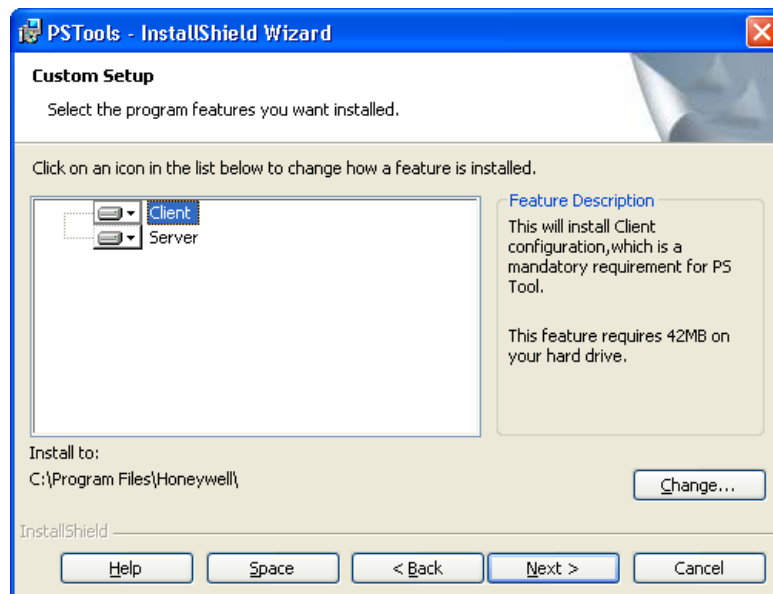 PSTools - InstallShield Wizard
Custom Setup
Select the program features you want installed.
Click on an icon in the list below to change how a feature is installed.
Client
Server
Feature Description
This will install Client
configuration,which is a
mandatory requirement for PS
Tool.
This feature requires 42MB on
your hard drive.
Install to:
C:\Program Files\Honeywell\
Change...
InstallShield
Help
Space
< Back
Next >
Cancel